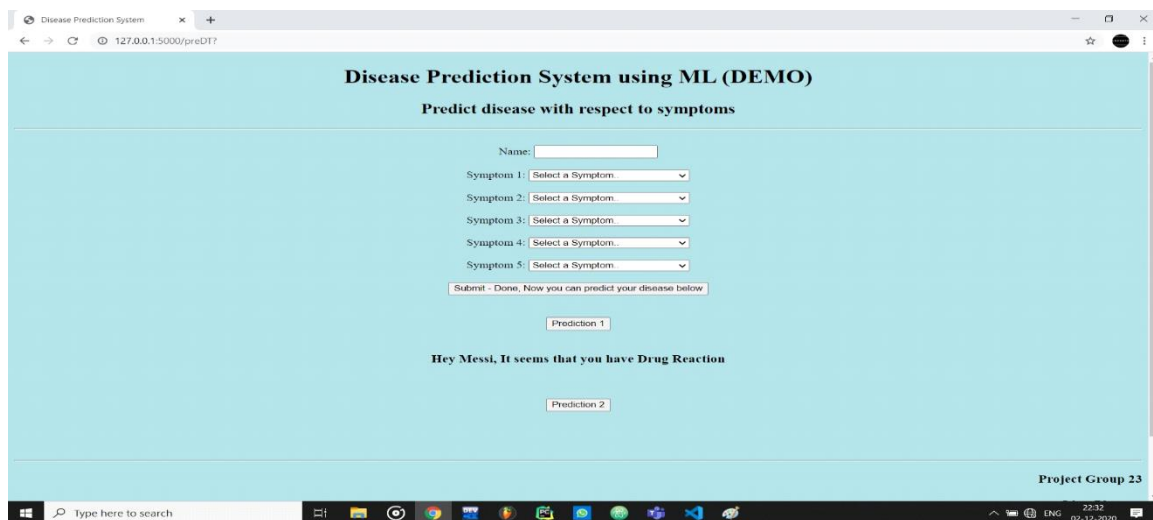 Disease Prediction System
127.0.0.1:5000/preDT?
Disease Prediction System using ML (DEMO)
Predict disease with respect to symptoms
Name:
Symptom 1: Select a Symptom..
Symptom 2: Select a Symptom..
Symptom 3: Select a Symptom..
Symptom 4: Select a Symptom..
Symptom 5: Select a Symptom..
Submit - Done, Now you can predict your disease below
Prediction 1
Hey Messi, It seems that you have Drug Reaction
Prediction 2
Project Group 23
Type here to search
ENG
22:32
02-12-2020